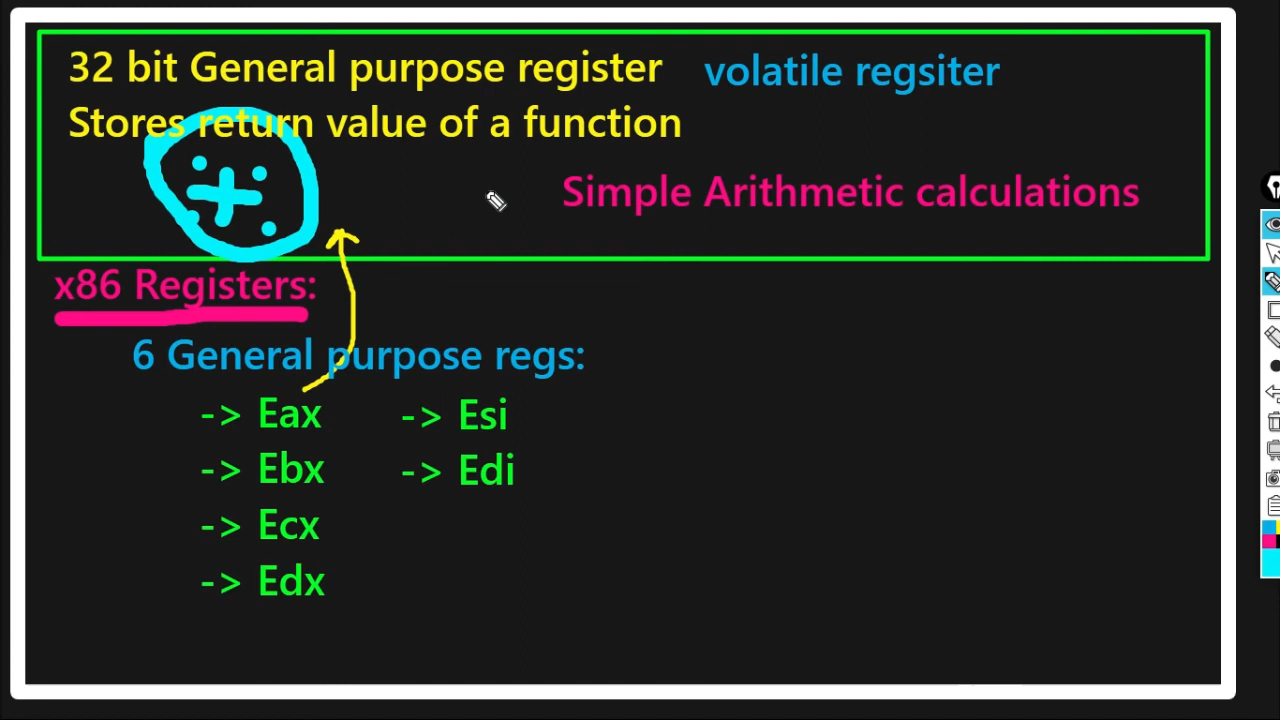 32 bit General purpose register volatile regsiter
Stores return value of a function
Simple Arithmetic calculations
x86 Registers:
6 General purpose regs:
-> Eax -> Esi
-> Ebx -> Edi
-> Ecx
-> Edx